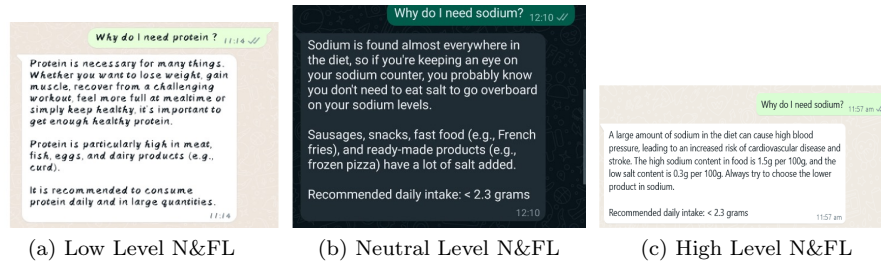 Why do I need protein ? 11:14
Protein is necessary for many things.
Whether you want to lose weight, gain
muscle, recover from a challenging
workout, feel more full at mealtime or
simply keep healthy, it's important to
get enough healthy protein.
Protein is particularly high in meat,
fish, eggs, and dairy products (e.g.,
curd).
It is recommended to consume
protein daily and in large quantities.
11:14
(a) Low Level N&FL
Why do I need sodium? 12:10
Sodium is found almost everywhere in
the diet, so if you're keeping an eye on
your sodium counter, you probably know
you don't need to eat salt to go overboard
on your sodium levels.
Sausages, snacks, fast food (e.g., French
fries), and ready-made products (e.g.,
frozen pizza) have a lot of salt added.
Recommended daily intake: < 2.3 grams
12:10
(b) Neutral Level N&FL
Why do I need sodium? 11:57 am
A large amount of sodium in the diet can cause high blood
pressure, leading to an increased risk of cardiovascular disease and
stroke. The high sodium content in food is 1.5g per 100g, and the
low salt content is 0.3g per 100g. Always try to choose the lower
product in sodium.
Recommended daily intake: < 2.3 grams
11:57 am
(c) High Level N&FL